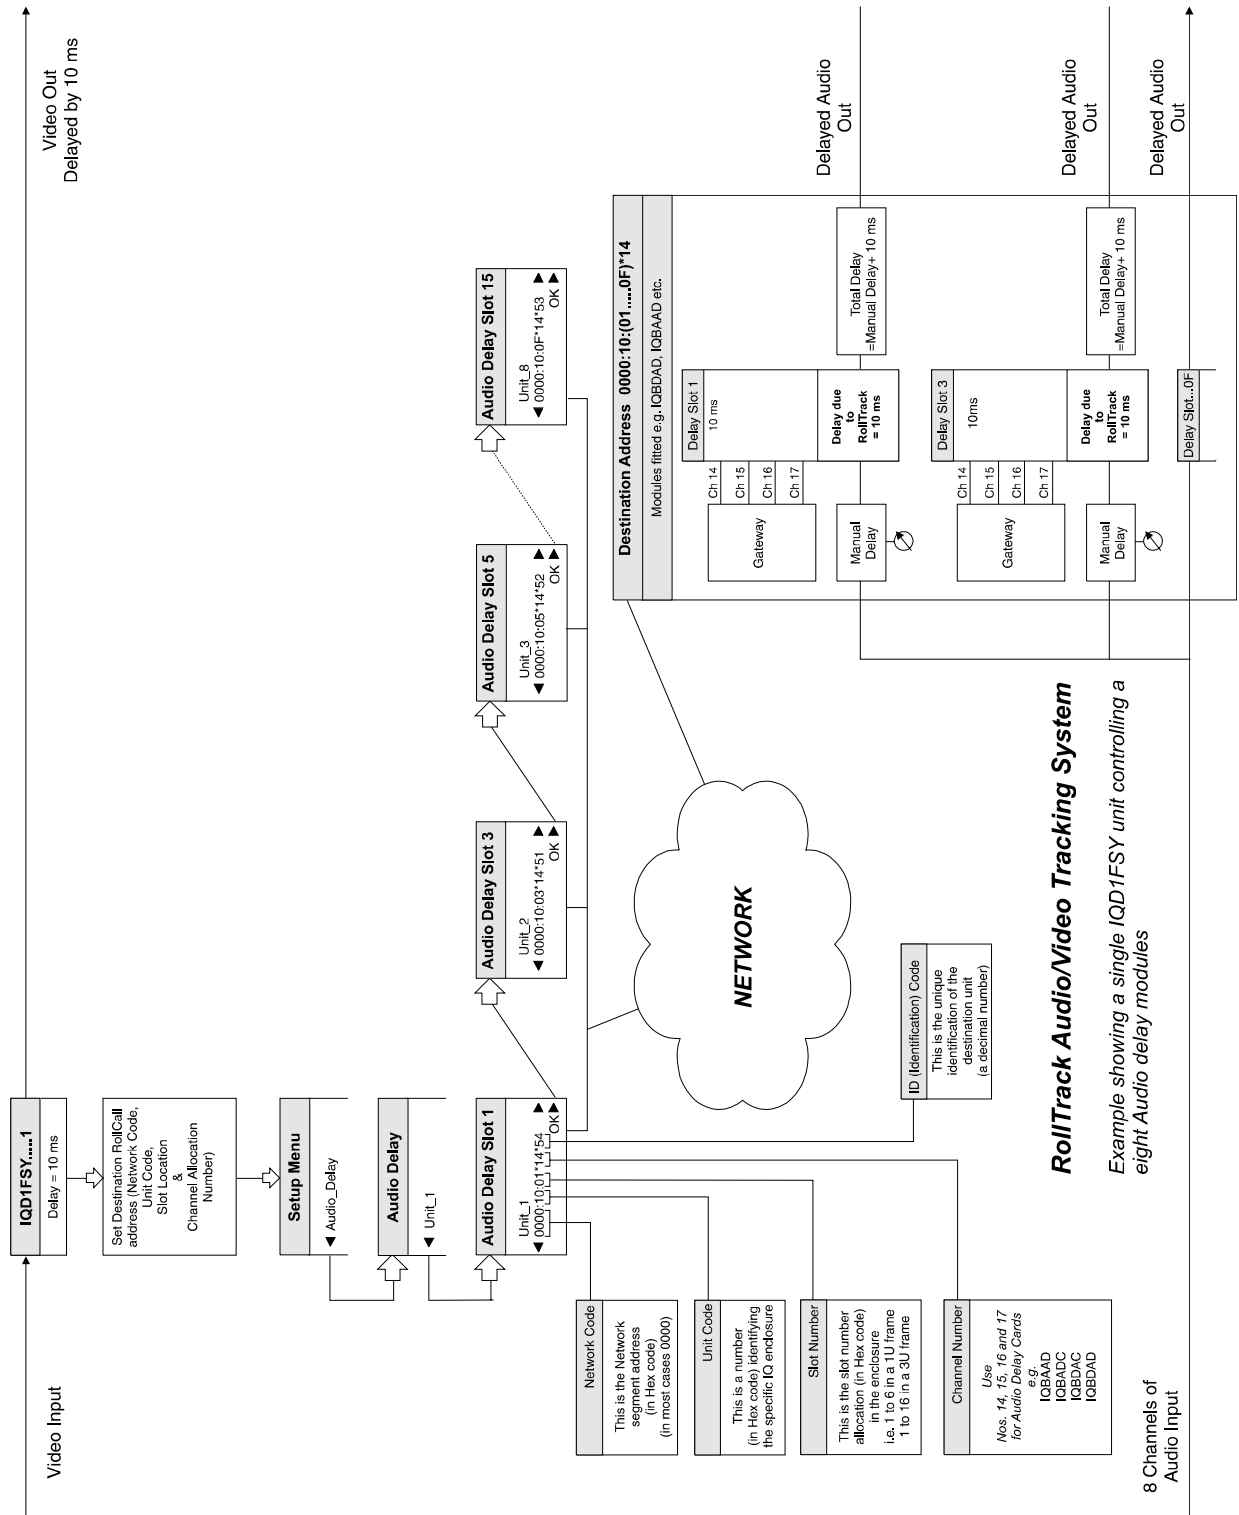 Video Input
Video Out
Delayed by 10 ms
IQD1FSY.....1
Delay = 10 ms
Set Destination RollCall
address (Network Code,
Unit Code,
Slot Location
&
Channel Allocation
Number)
Setup Menu
◀ Audio_Delay
Audio Delay
◀ Unit_1
Audio Delay Slot 1
Unit_1
◀ 0000:10:01*14*54 ▶
OK ▶
Audio Delay Slot 3
Unit_2
◀ 0000:10:03*14*51 ▶
OK ▶
Audio Delay Slot 5
Unit_3
◀ 0000:10:05*14*52 ▶
OK ▶
Audio Delay Slot 15
Unit_8
◀ 0000:10:0F*14*53 ▶
OK ▶
Network Code
This is the Network
segment address
(in Hex code)
(in most cases 0000)
Unit Code
This is a number
(in Hex code) identifying
the specific IQ enclosure
Slot Number
This is the slot number
allocation (in Hex code)
in the enclosure
i.e. 1 to 6 in a 1U frame
1 to 16 in a 3U frame
Channel Number
Use
Nos. 14, 15, 16 and 17
for Audio Delay Cards
e.g.
IQBAAD
IQBADC
IQBDAC
IQBDAD
ID (Identification) Code
This is the unique
identification of the
destination unit
(a decimal number)
NETWORK
Destination Address 0000:10:(01.....0F)*14
Modules fitted e.g. IQBDAD, IQBAAD etc.
Gateway
Ch 14
Ch 15
Ch 16
Ch 17
Delay Slot 1
10 ms
Manual
Delay
Delay due
to
RollTrack
= 10 ms
Total Delay
=Manual Delay+ 10 ms
Delayed Audio
Out
Gateway
Ch 14
Ch 15
Ch 16
Ch 17
Delay Slot 3
10ms
Manual
Delay
Delay due
to
RollTrack
= 10 ms
Total Delay
=Manual Delay+ 10 ms
Delayed Audio
Out
Delay Slot...0F
Delayed Audio
Out
RollTrack Audio/Video Tracking System
Example showing a single IQD1FSY unit controlling a
eight Audio delay modules
8 Channels of
Audio Input